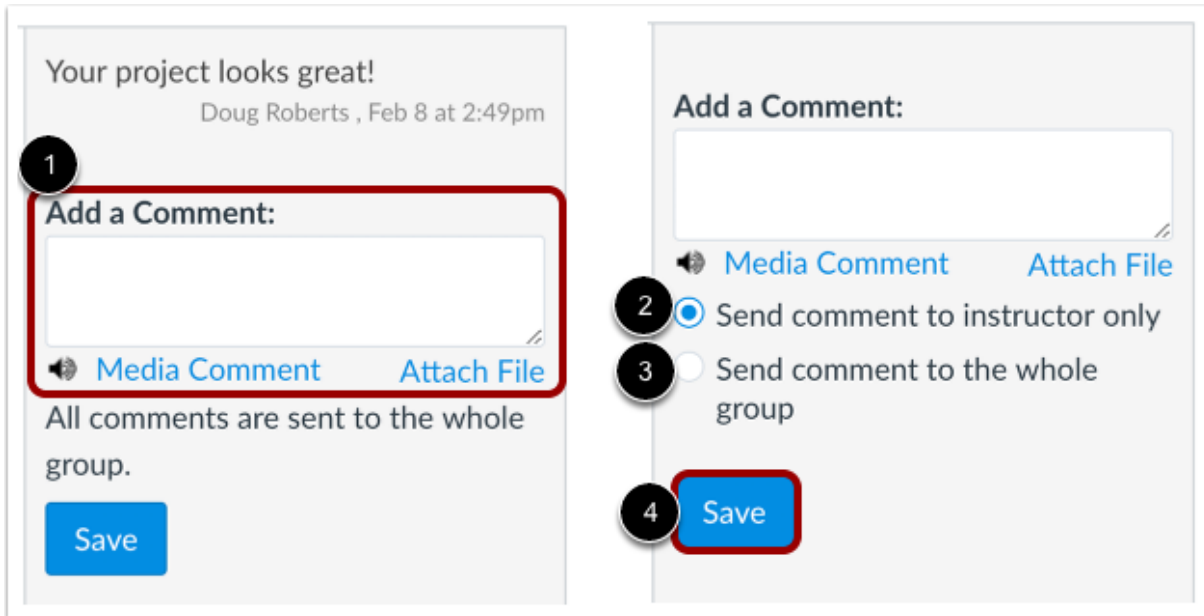 Your project looks great!
Doug Roberts , Feb 8 at 2:49pm
1
Add a Comment:
Media Comment Attach File
All comments are sent to the whole
group.
Save
Add a Comment:
Media Comment Attach File
2 Send comment to instructor only
3 Send comment to the whole
group
4 Save